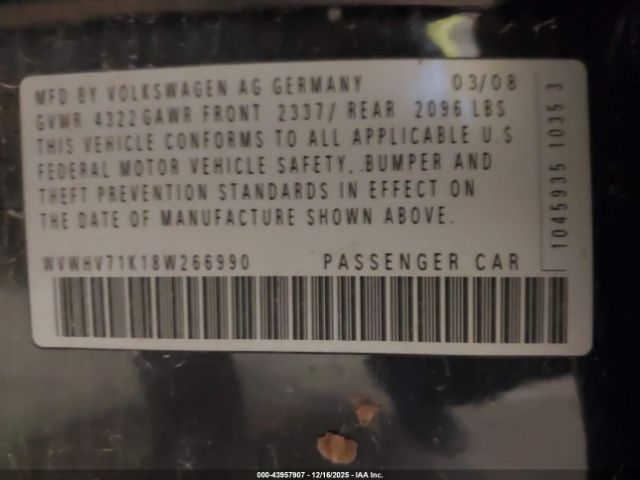 MFD BY VOLKSWAGEN AG GERMANY 03/08
GVWR 4322 GAWR FRONT 2337/ REAR 2096 LBS
THIS VEHICLE CONFORMS TO ALL APPLICABLE U.S.
FEDERAL MOTOR VEHICLE SAFETY, BUMPER AND
THEFT PREVENTION STANDARDS IN EFFECT ON
THE DATE OF MANUFACTURE SHOWN ABOVE.
WVWHV71K18W266990 PASSENGER CAR
1045935 1035 3
000-43957907 - 12/16/2025 - IAA Inc.